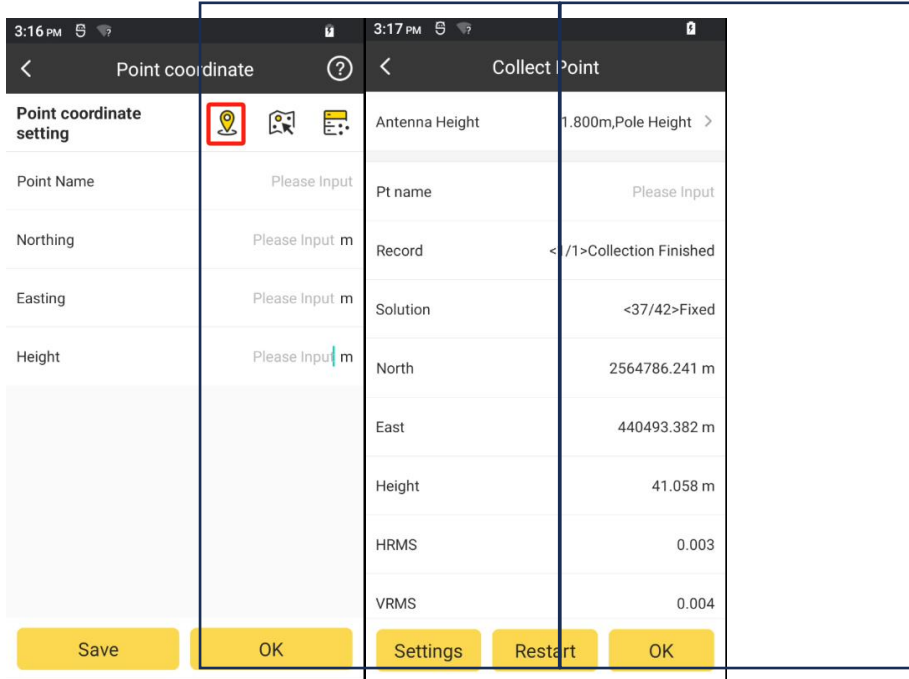 3:16 PM
Point coordinate
Point coordinate
setting
Point Name Please Input
Northing Please Input m
Easting Please Input m
Height Please Input m
Save OK
3:17 PM
Collect Point
Antenna Height 1.800m,Pole Height
Pt name Please Input
Record <1/1>Collection Finished
Solution <37/42>Fixed
North 2564786.241 m
East 440493.382 m
Height 41.058 m
HRMS 0.003
VRMS 0.004
Settings Restart OK